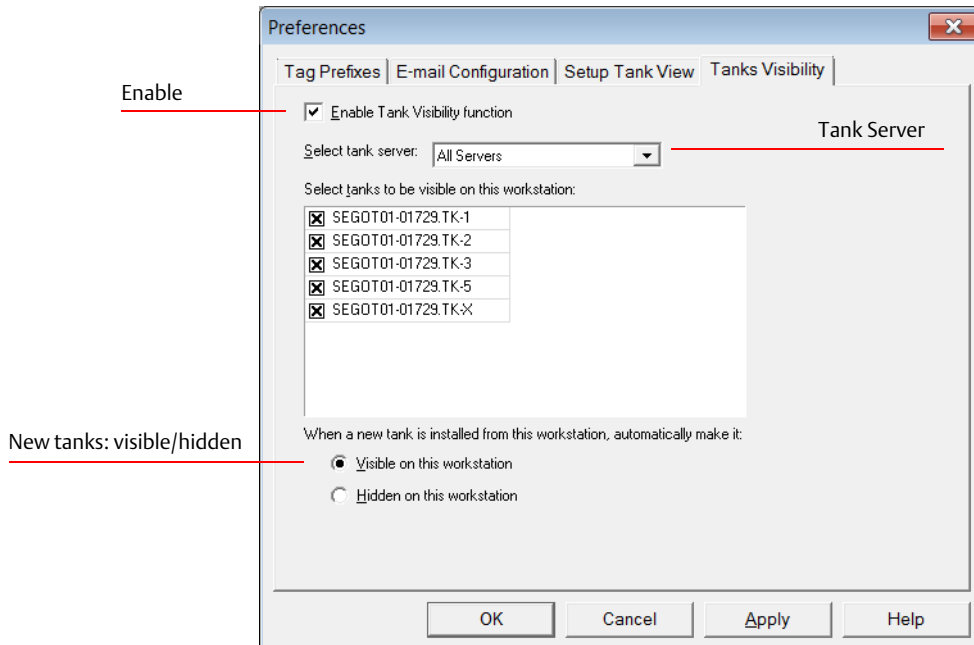 Preferences
Tag Prefixes E-mail Configuration Setup Tank View Tanks Visibility
Enable
Enable Tank Visibility function
Tank Server
Select tank server: All Servers
Select tanks to be visible on this workstation:
SEGOT01-01729.TK-1
SEGOT01-01729.TK-2
SEGOT01-01729.TK-3
SEGOT01-01729.TK-5
SEGOT01-01729.TK-X
When a new tank is installed from this workstation, automatically make it:
New tanks: visible/hidden
Visible on this workstation
Hidden on this workstation
OK Cancel Apply Help